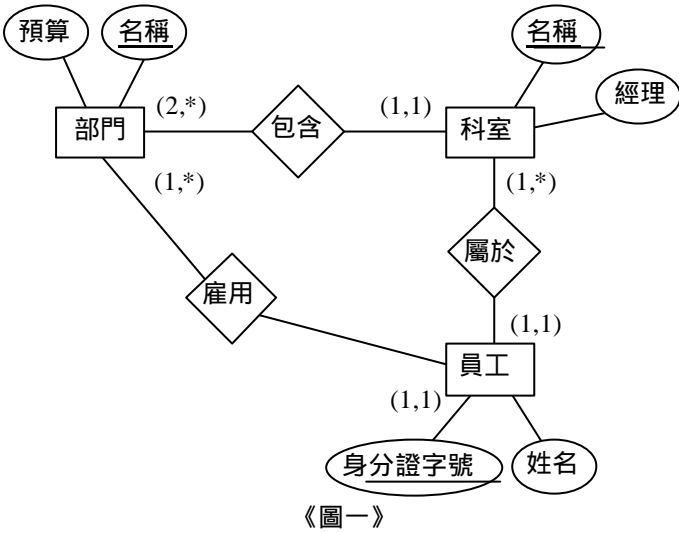 預算
名稱
名稱
經理
部門
(2,*)
包含
(1,1)
科室
(1,*)
(1,*)
屬於
雇用
(1,1)
員工
(1,1)
身分證字號
姓名
《圖一》